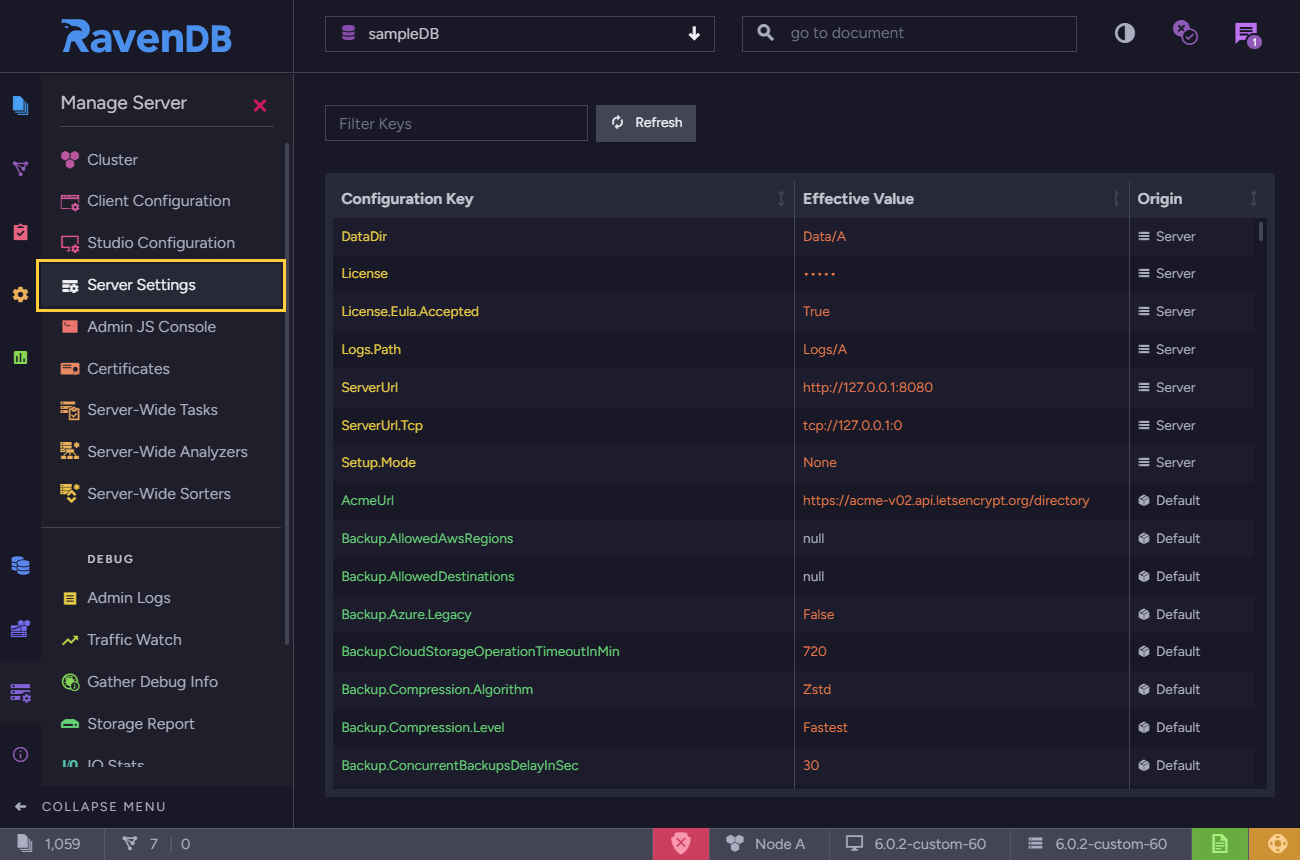 RavenDB
sampleDB
go to document
1
Manage Server
Cluster
Client Configuration
Studio Configuration
Server Settings
Admin JS Console
Certificates
Server-Wide Tasks
Server-Wide Analyzers
Server-Wide Sorters
DEBUG
Admin Logs
Traffic Watch
Gather Debug Info
Storage Report
I/O IO Stats
COLLAPSE MENU
Filter Keys
Refresh
Configuration Key Effective Value Origin
DataDir Data/A Server
License ••••• Server
License.Eula.Accepted True Server
Logs.Path Logs/A Server
ServerUrl http://127.0.0.1:8080 Server
ServerUrl.Tcp tcp://127.0.0.1:0 Server
Setup.Mode None Server
AcmeUrl https://acme-v02.api.letsencrypt.org/directory Default
Backup.AllowedAwsRegions null Default
Backup.AllowedDestinations null Default
Backup.Azure.Legacy False Default
Backup.CloudStorageOperationTimeoutInMin 720 Default
Backup.Compression.Algorithm Zstd Default
Backup.Compression.Level Fastest Default
Backup.ConcurrentBackupsDelayInSec 30 Default
1,059 7 0 Node A 6.0.2-custom-60 6.0.2-custom-60